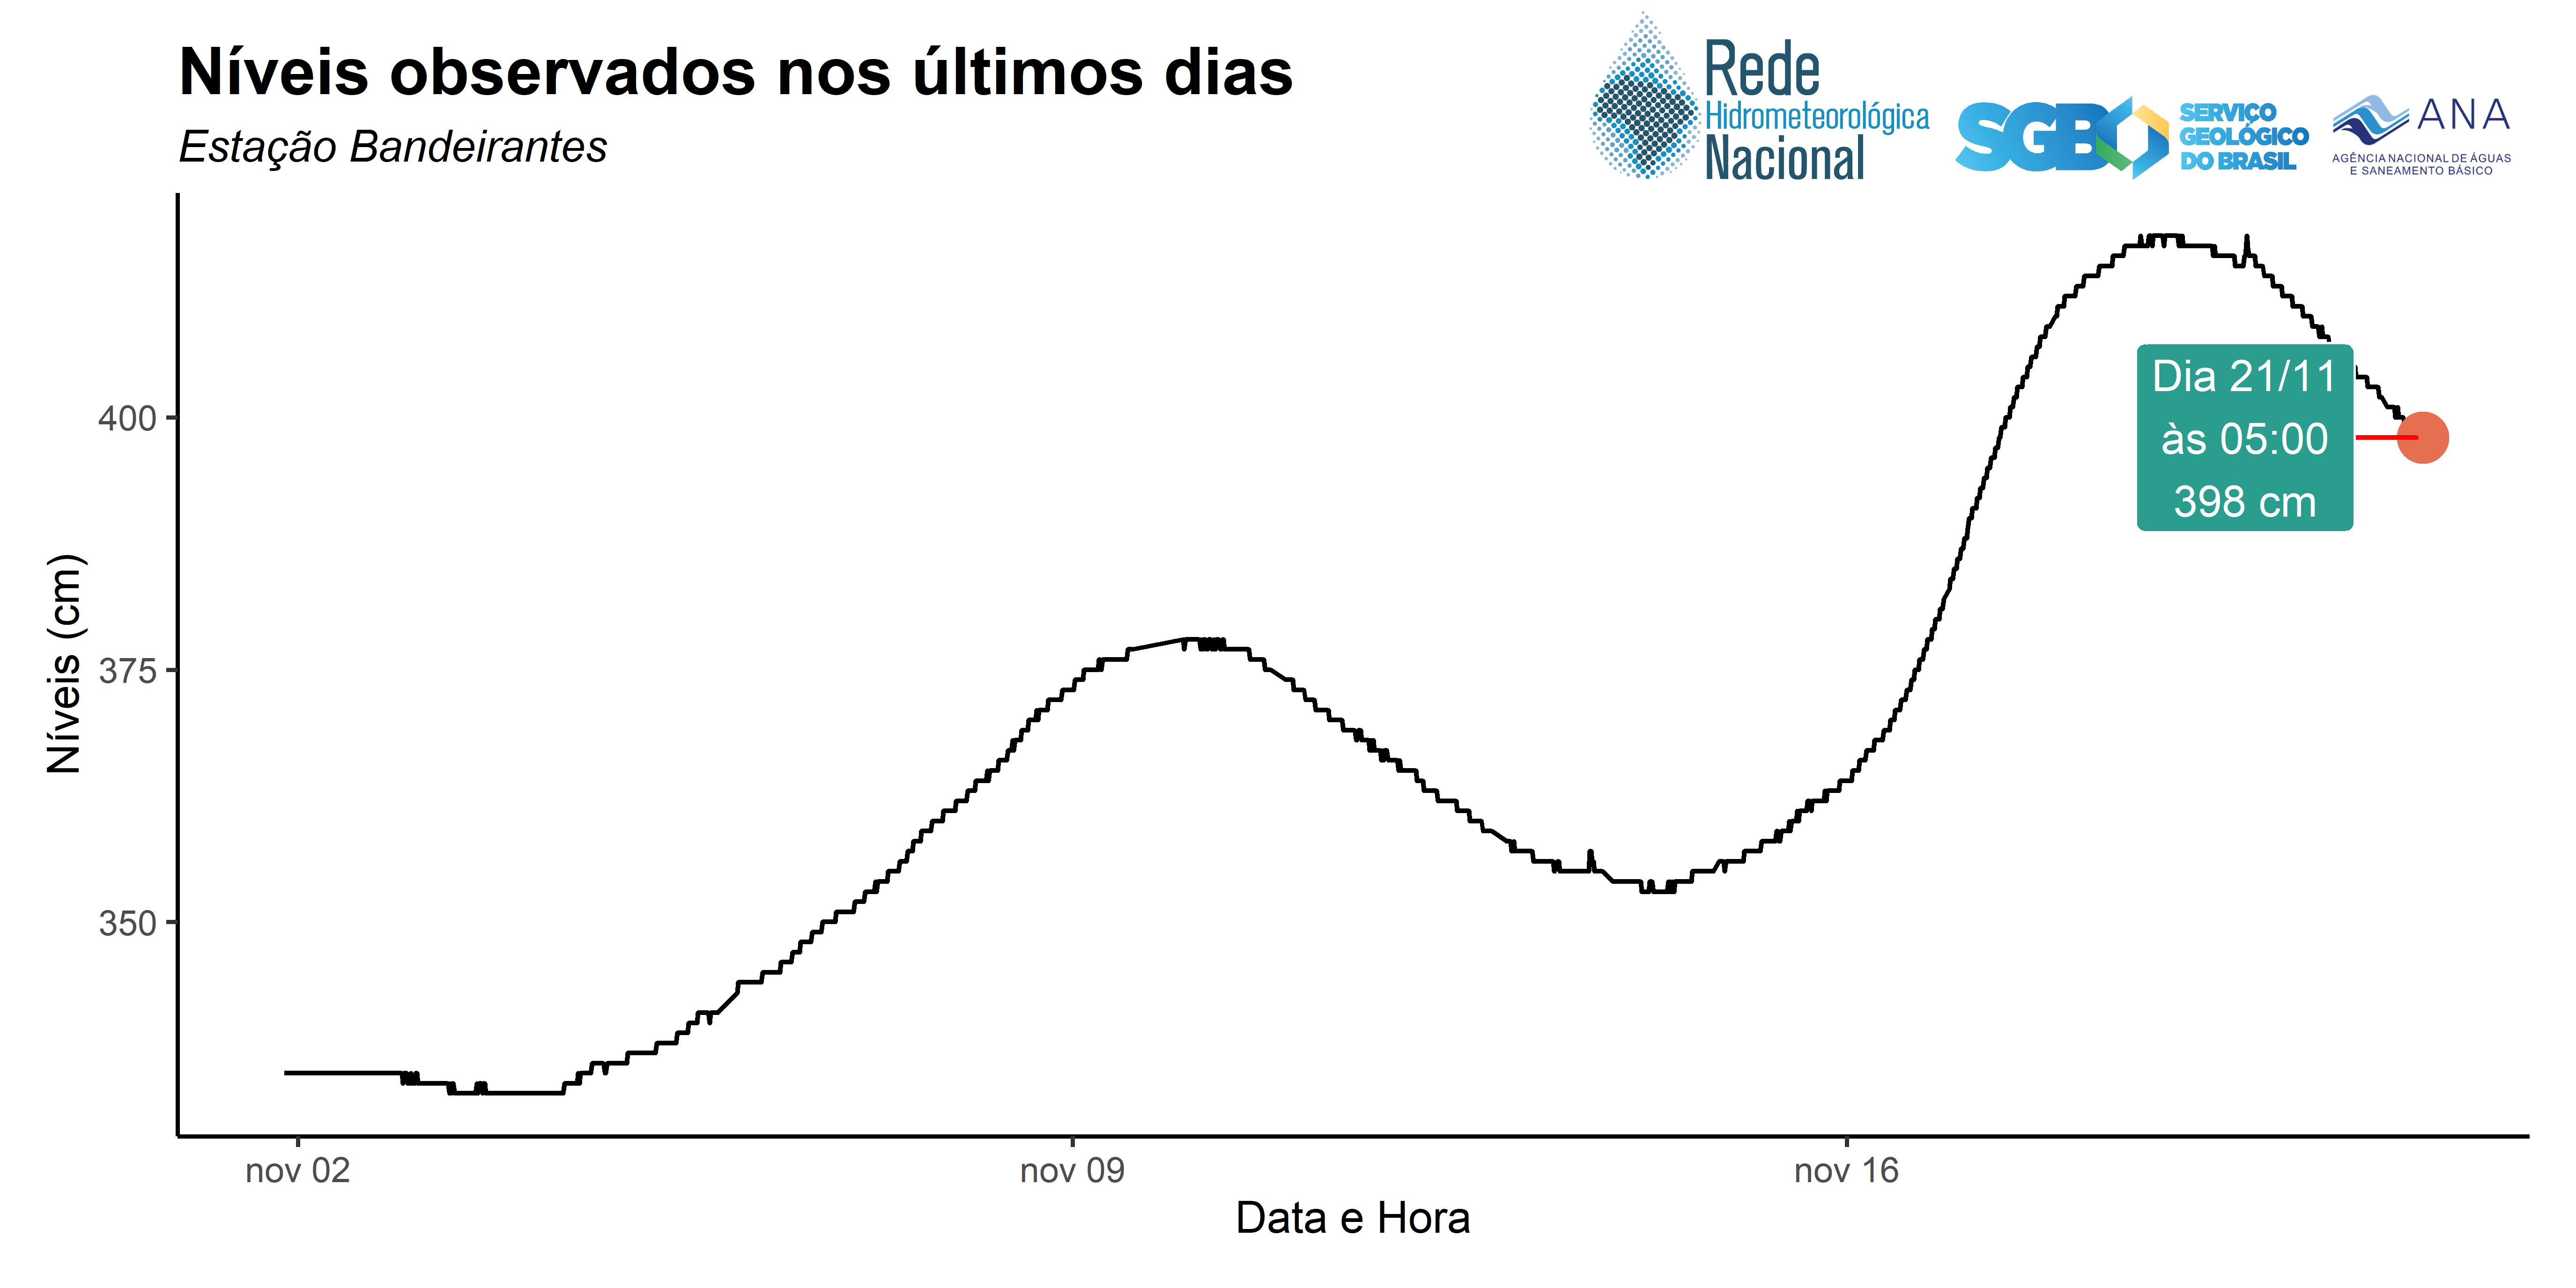 Níveis observados nos últimos dias
Estação Bandeirantes
Rede
Hidrometeorológica
Nacional
SGB
SERVIÇO
GEOLÓGICO
DO BRASIL
ANA
AGÊNCIA NACIONAL DE ÁGUAS
E SANEAMENTO BÁSICO
Níveis (cm)
400
375
350
Dia 21/11
às 05:00
398 cm
nov 02
nov 09
nov 16
Data e Hora